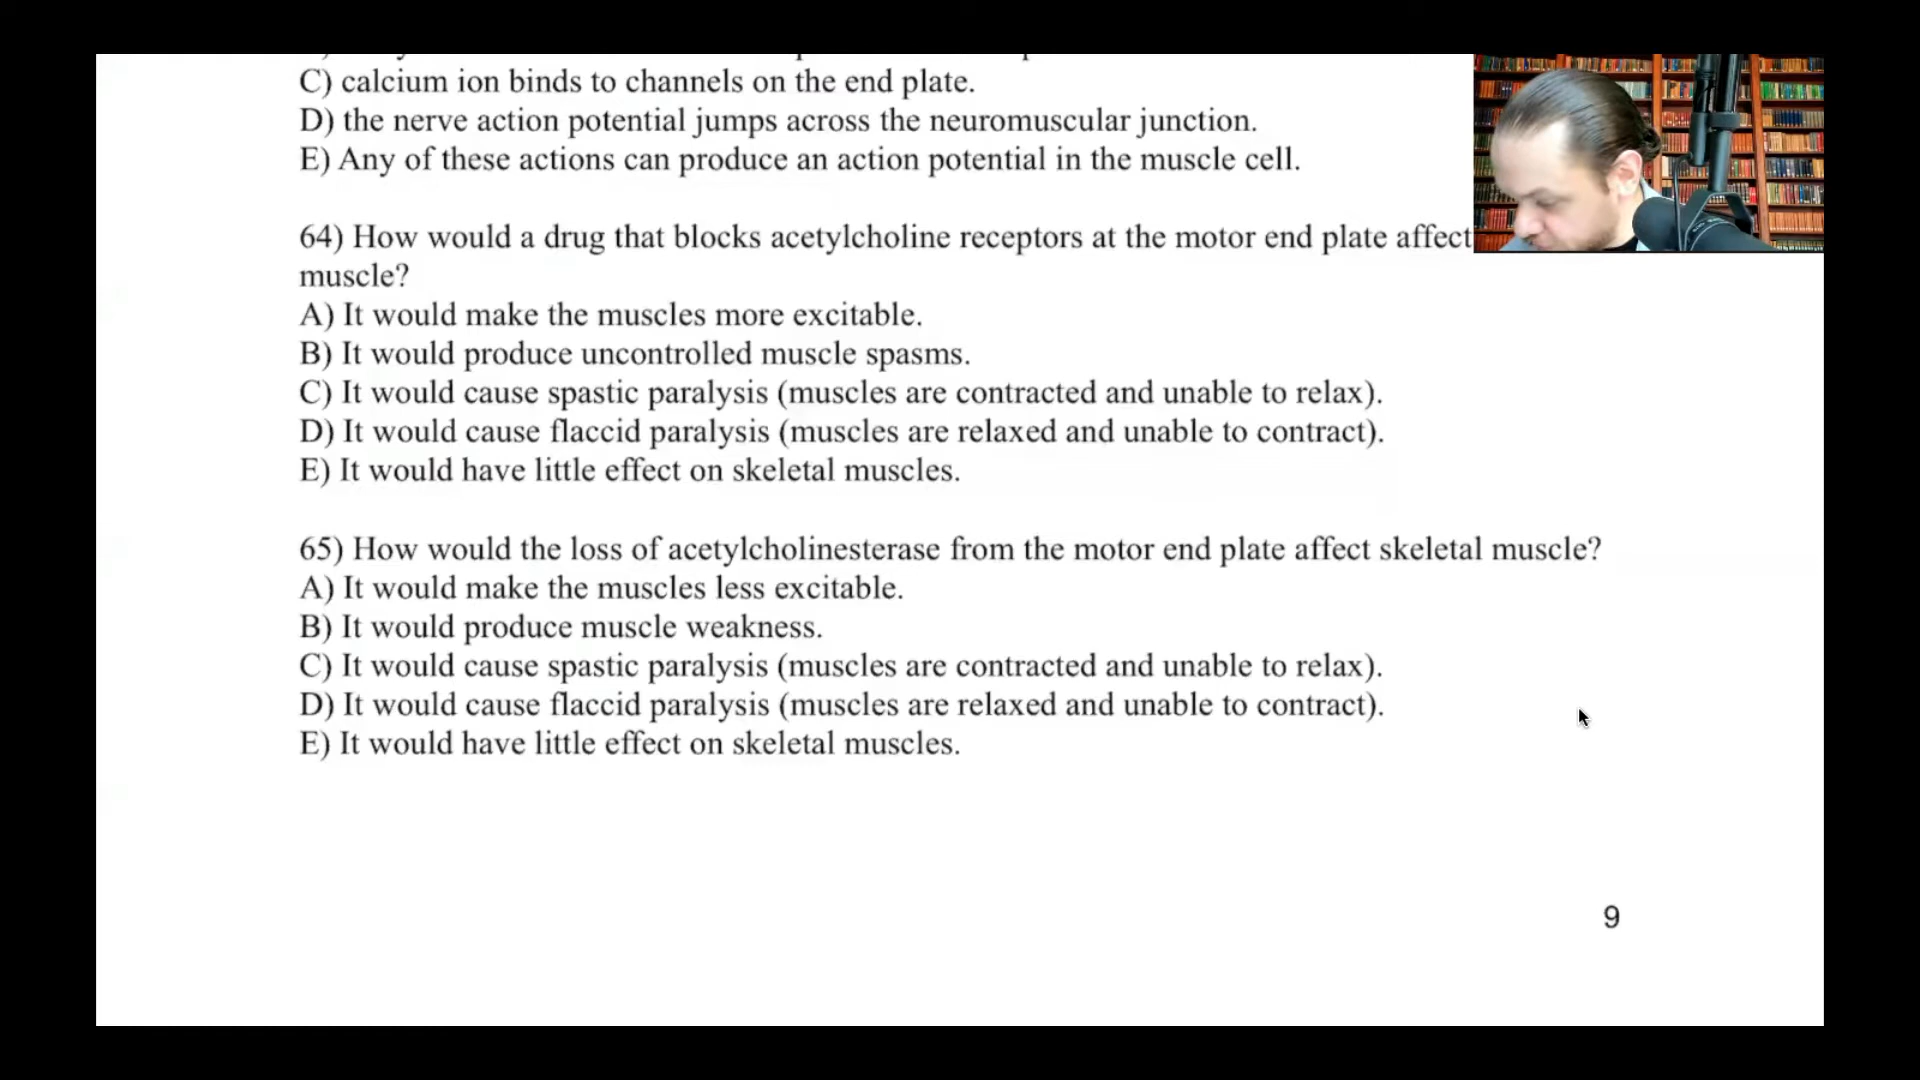 C) calcium ion binds to channels on the end plate.
D) the nerve action potential jumps across the neuromuscular junction.
E) Any of these actions can produce an action potential in the muscle cell.
64) How would a drug that blocks acetylcholine receptors at the motor end plate affect
muscle?
A) It would make the muscles more excitable.
B) It would produce uncontrolled muscle spasms.
C) It would cause spastic paralysis (muscles are contracted and unable to relax).
D) It would cause flaccid paralysis (muscles are relaxed and unable to contract).
E) It would have little effect on skeletal muscles.
65) How would the loss of acetylcholinesterase from the motor end plate affect skeletal muscle?
A) It would make the muscles less excitable.
B) It would produce muscle weakness.
C) It would cause spastic paralysis (muscles are contracted and unable to relax).
D) It would cause flaccid paralysis (muscles are relaxed and unable to contract).
E) It would have little effect on skeletal muscles.
9